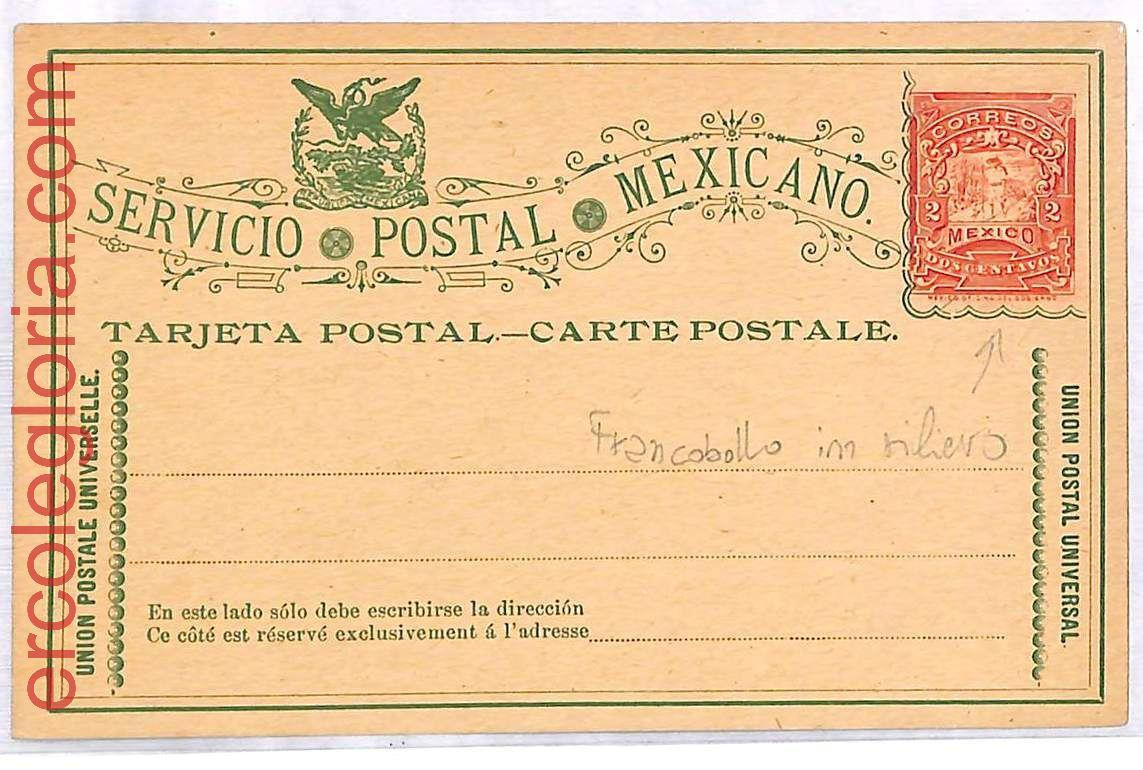 REPUBLICA MEXICANA
SERVICIO POSTAL MEXICANO.
CORREOS
2 2
MEXICO
DOS CENTAVOS
TARJETA POSTAL.—CARTE POSTALE.
UNION POSTALE UNIVERSELLE.
UNION POSTAL UNIVERSAL.
Francobollo in rilievo
En este lado sólo debe escribirse la dirección
Ce côté est réservé exclusivement á l'adresse
ercolegloria.com